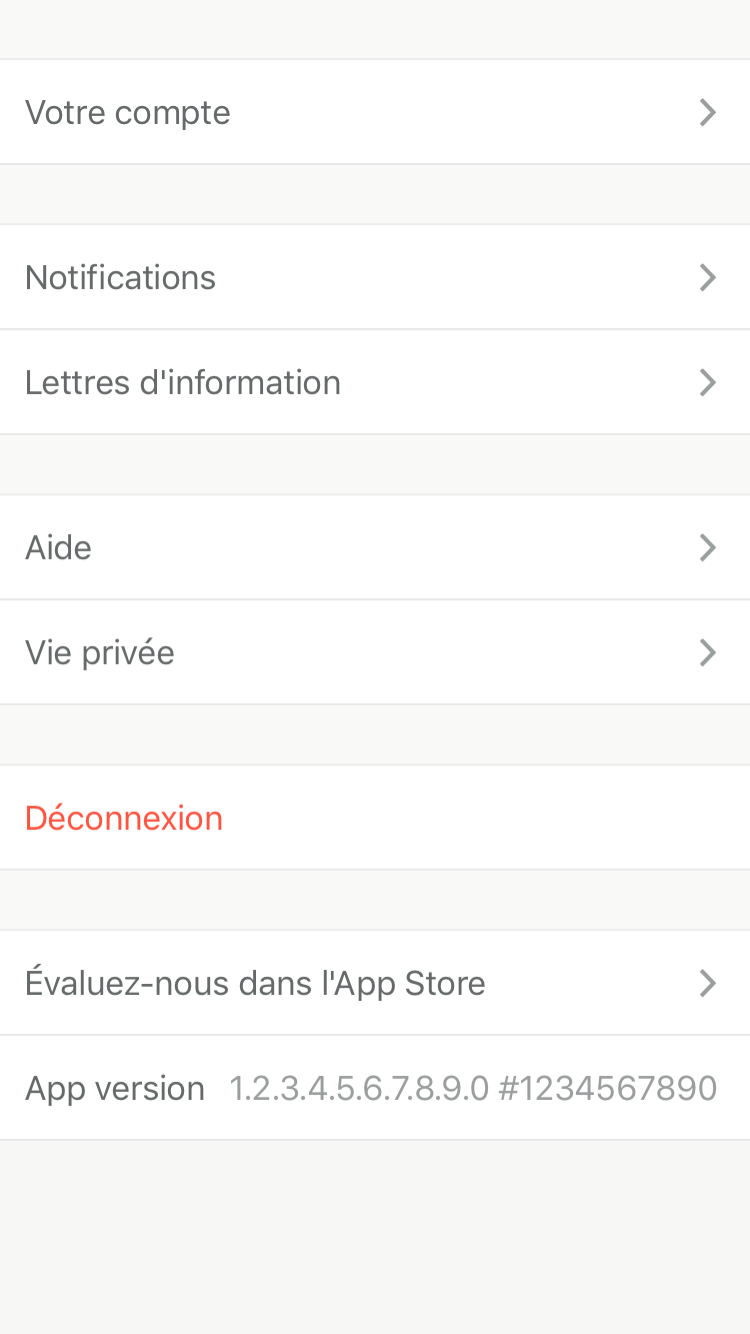 Votre compte
Notifications
Lettres d'information
Aide
Vie privée
Déconnexion
Évaluez-nous dans l'App Store
App version 1.2.3.4.5.6.7.8.9.0 #1234567890